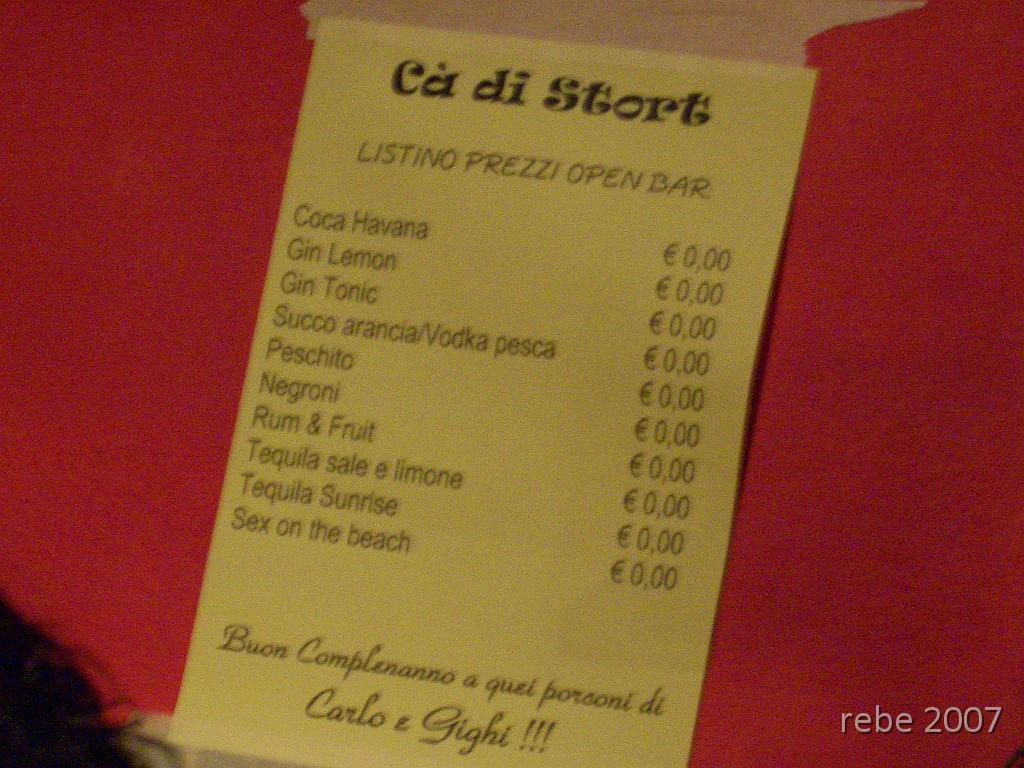 Cà di Stort
LISTINO PREZZI OPEN BAR
Coca Havana € 0,00
Gin Lemon € 0,00
Gin Tonic € 0,00
Succo arancia/Vodka pesca € 0,00
Peschito € 0,00
Negroni € 0,00
Rum & Fruit € 0,00
Tequila sale e limone € 0,00
Tequila Sunrise € 0,00
Sex on the beach € 0,00
Buon Complenanno a quei porconi di
Carlo e Gighi !!!
rebe 2007